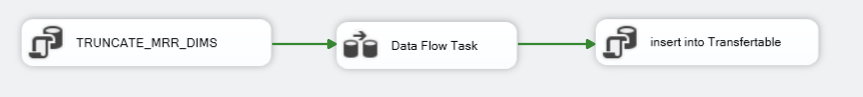 TRUNCATE_MRR_DIMS
Data Flow Task
insert into Transfertable